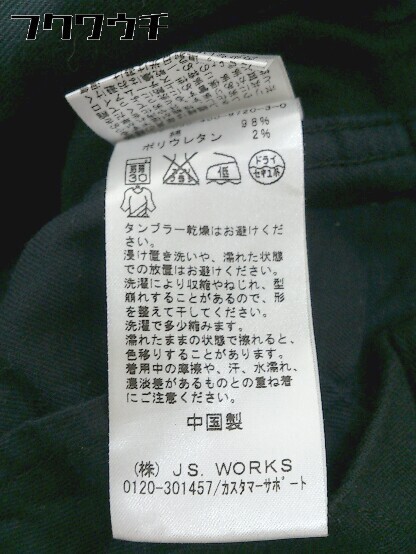 フクワウチ
綿 98%
ポリウレタン 2%
弱
30
エンソ
サラシ
低
ドライ
セキユ系
タンブラー乾燥はお避けくだ
さい。
浸け置き洗いや、濡れた状態
での放置はお避けください。
洗濯により収縮やねじれ、型
崩れすることがあるので、形
を整えて干してください。
洗濯で多少縮みます。
濡れたままの状態で擦れると、
色移りすることがあります。
着用中の摩擦や、汗、水濡れ、
濃淡差があるものとの重ね着
にご注意ください。
中国製
(株) JS. WORKS
0120-301457/カスタマーサポート